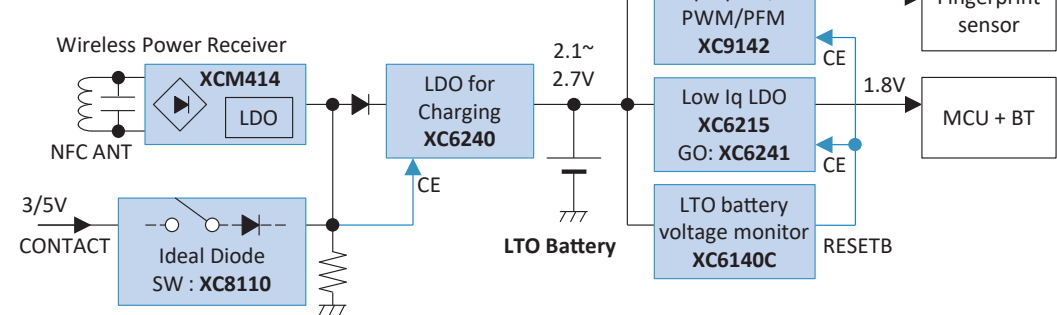 PWM/PFM
XC9142
sensor
Wireless Power Receiver
XCM414
LDO
NFC ANT
LDO for
Charging
XC6240
CE
2.1~
2.7V
CE
Low Iq LDO
XC6215
GO: XC6241
1.8V
CE
MCU + BT
3/5V
CONTACT
Ideal Diode
SW : XC8110
LTO Battery
LTO battery
voltage monitor
XC6140C
RESETB